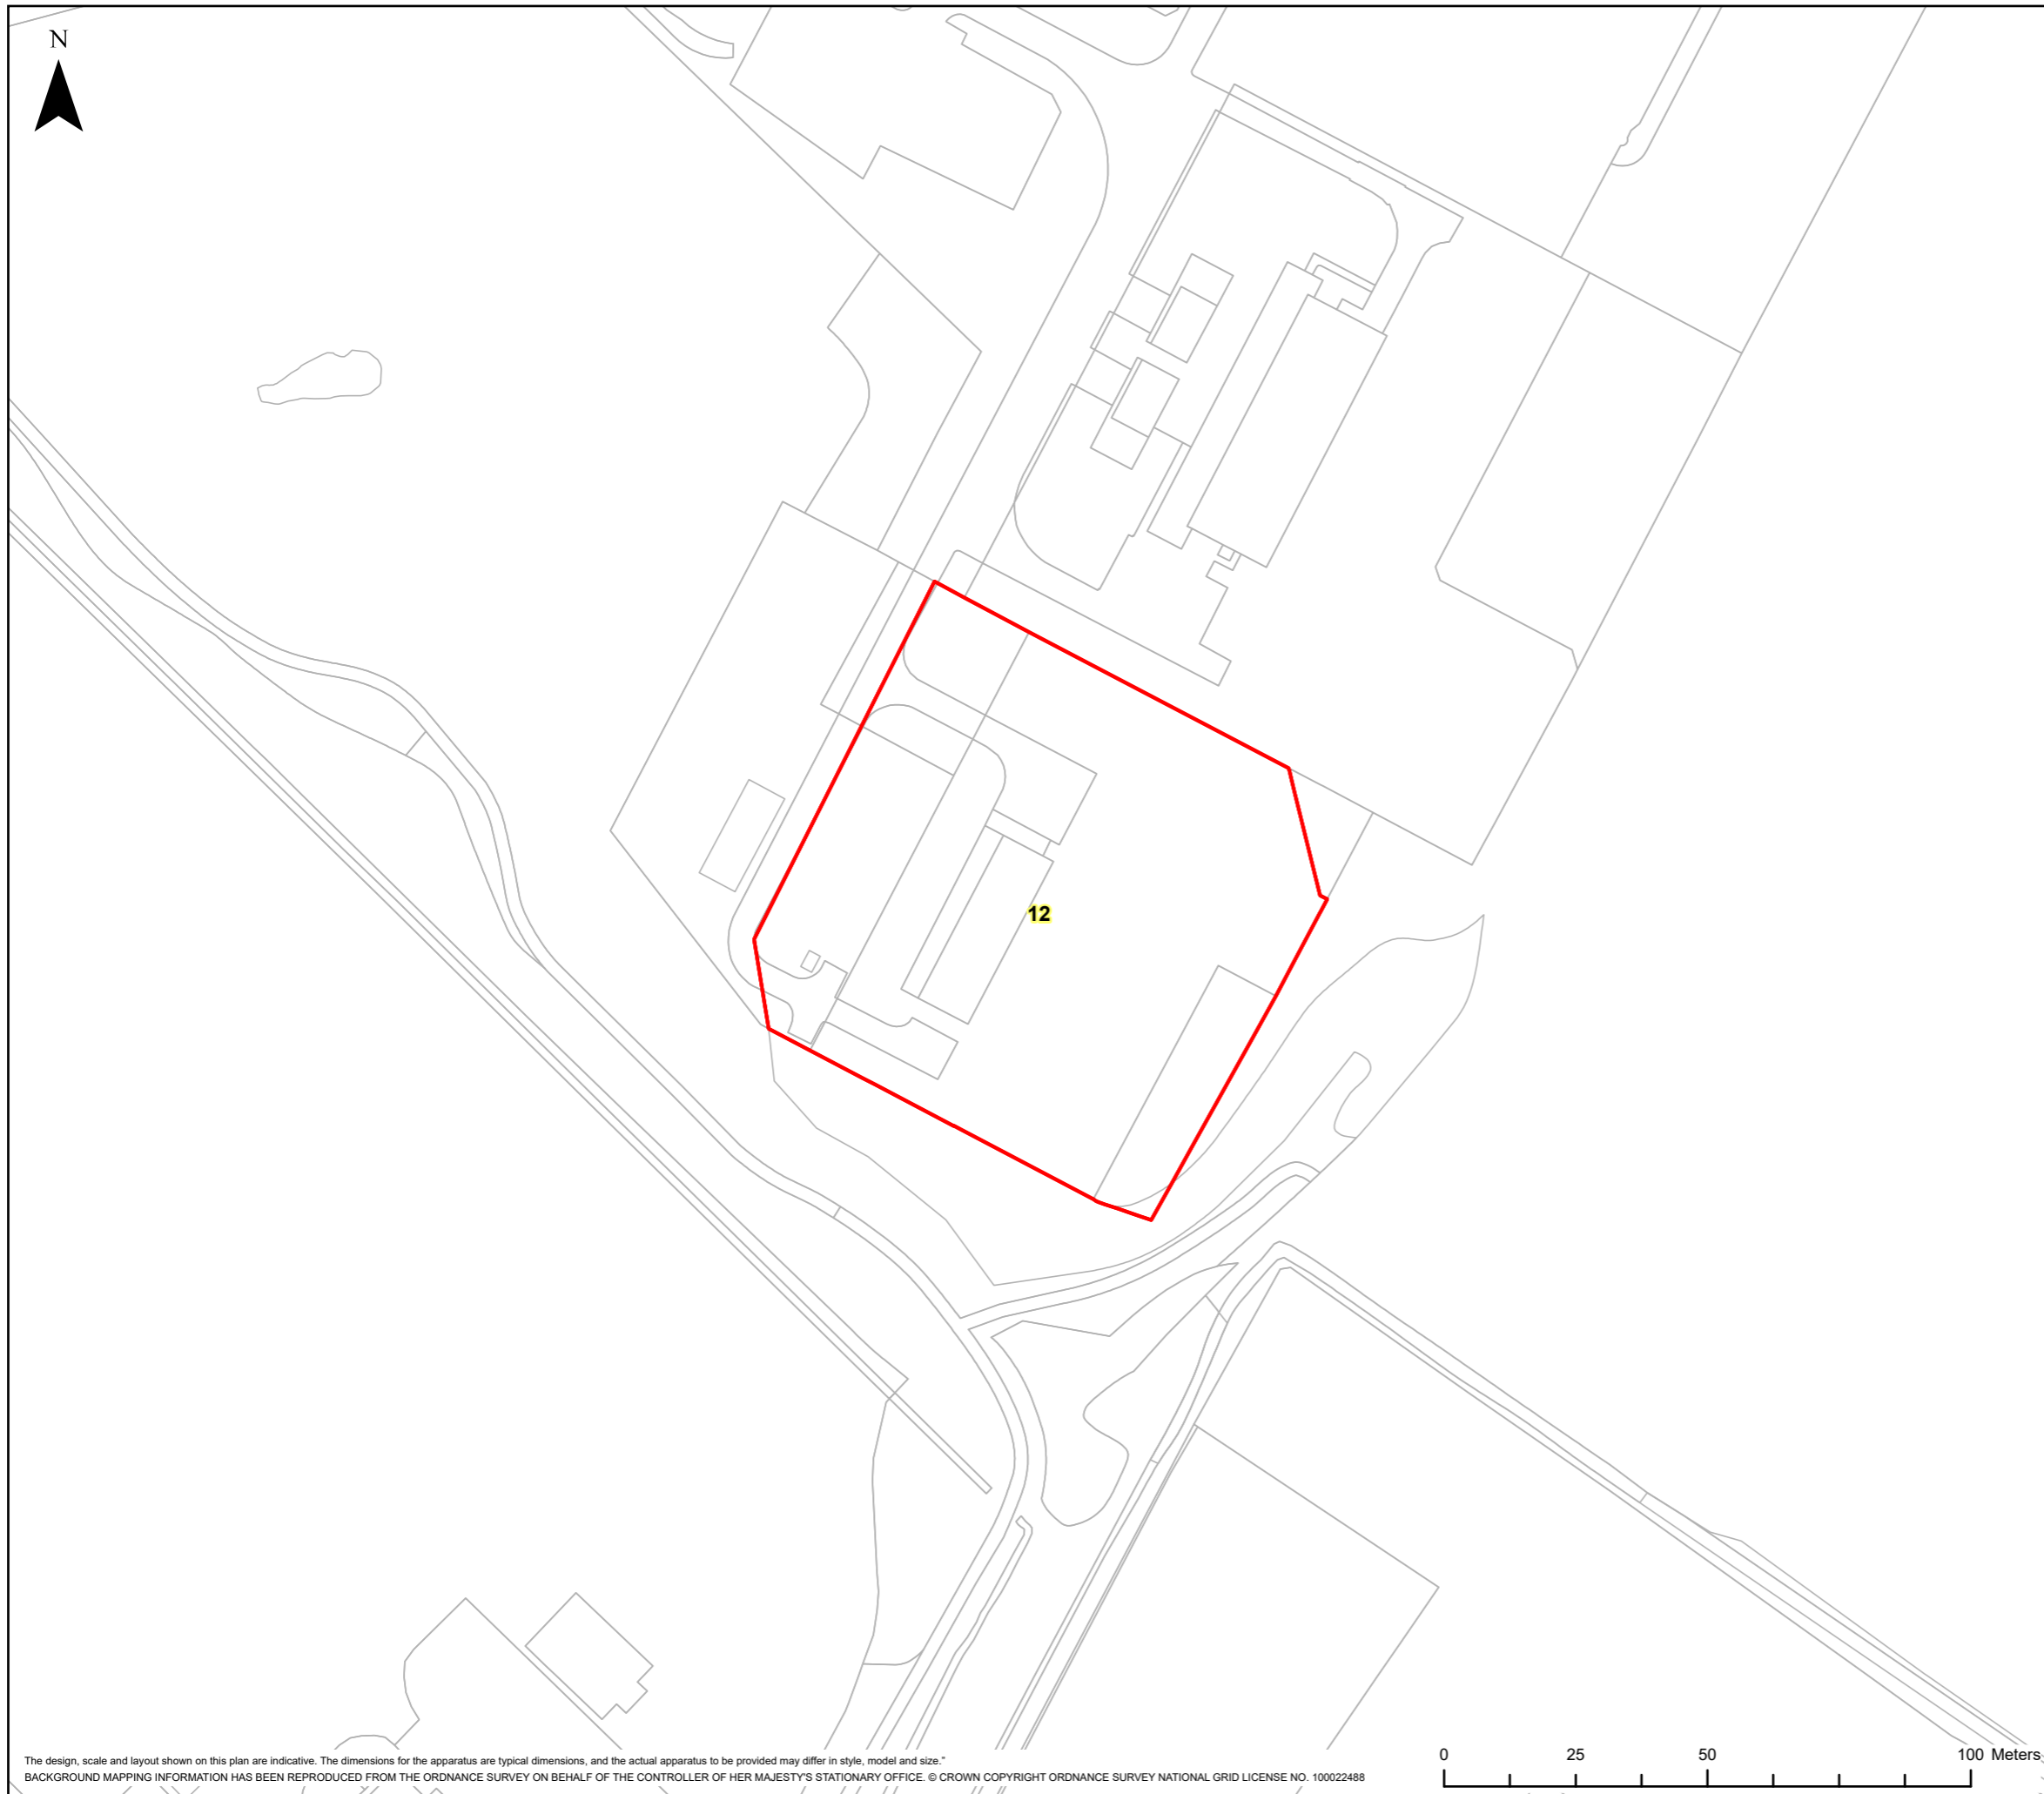 N
12
The design, scale and layout shown on this plan are indicative. The dimensions for the apparatus are typical dimensions, and the actual apparatus to be provided may differ in style, model and size."
BACKGROUND MAPPING INFORMATION HAS BEEN REPRODUCED FROM THE ORDNANCE SURVEY ON BEHALF OF THE CONTROLLER OF HER MAJESTY'S STATIONARY OFFICE. © CROWN COPYRIGHT ORDNANCE SURVEY NATIONAL GRID LICENSE NO. 100022488
0 25 50 100 Meters